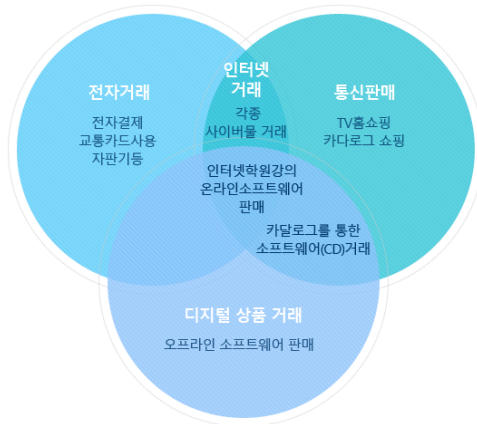 전자거래
전자결제
교통카드사용
자판기등
인터넷
거래
각종
사이버몰 거래
통신판매
TV홈쇼핑
카다로그 쇼핑
인터넷학원강의
온라인소프트웨어
판매
카달로그를 통한
소프트웨어(CD)거래
디지털 상품 거래
오프라인 소프트웨어 판매